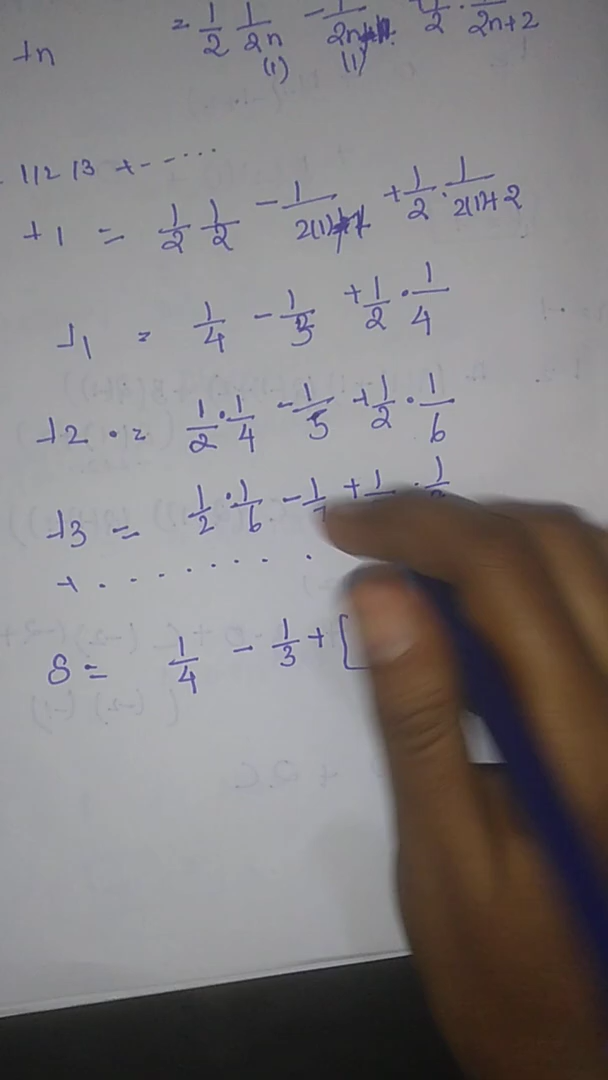 tn = 1/2 1/2n - 1/2n+1 1/2 . 1/2n+2
(1) (1)
t1 t2 t3 + - - ....
t1 = 1/2 1/2 - 1/2(1)+1 + 1/2 . 1/2(1)+2
t1 = 1/4 - 1/3 + 1/2 . 1/4
t2 . = 1/2 . 1/4 - 1/5 + 1/2 . 1/6
t3 = 1/2 . 1/6 - 1/7 + 1/ . 1/
+ . . . . . . . .
S = 1/4 - 1/3 + [